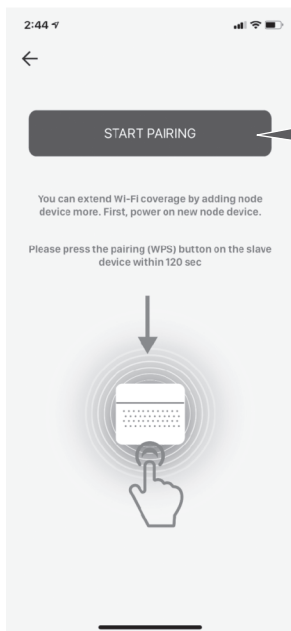 2:44
START PAIRING
You can extend Wi-Fi coverage by adding node
device more. First, power on new node device.
Please press the pairing (WPS) button on the slave
device within 120 sec